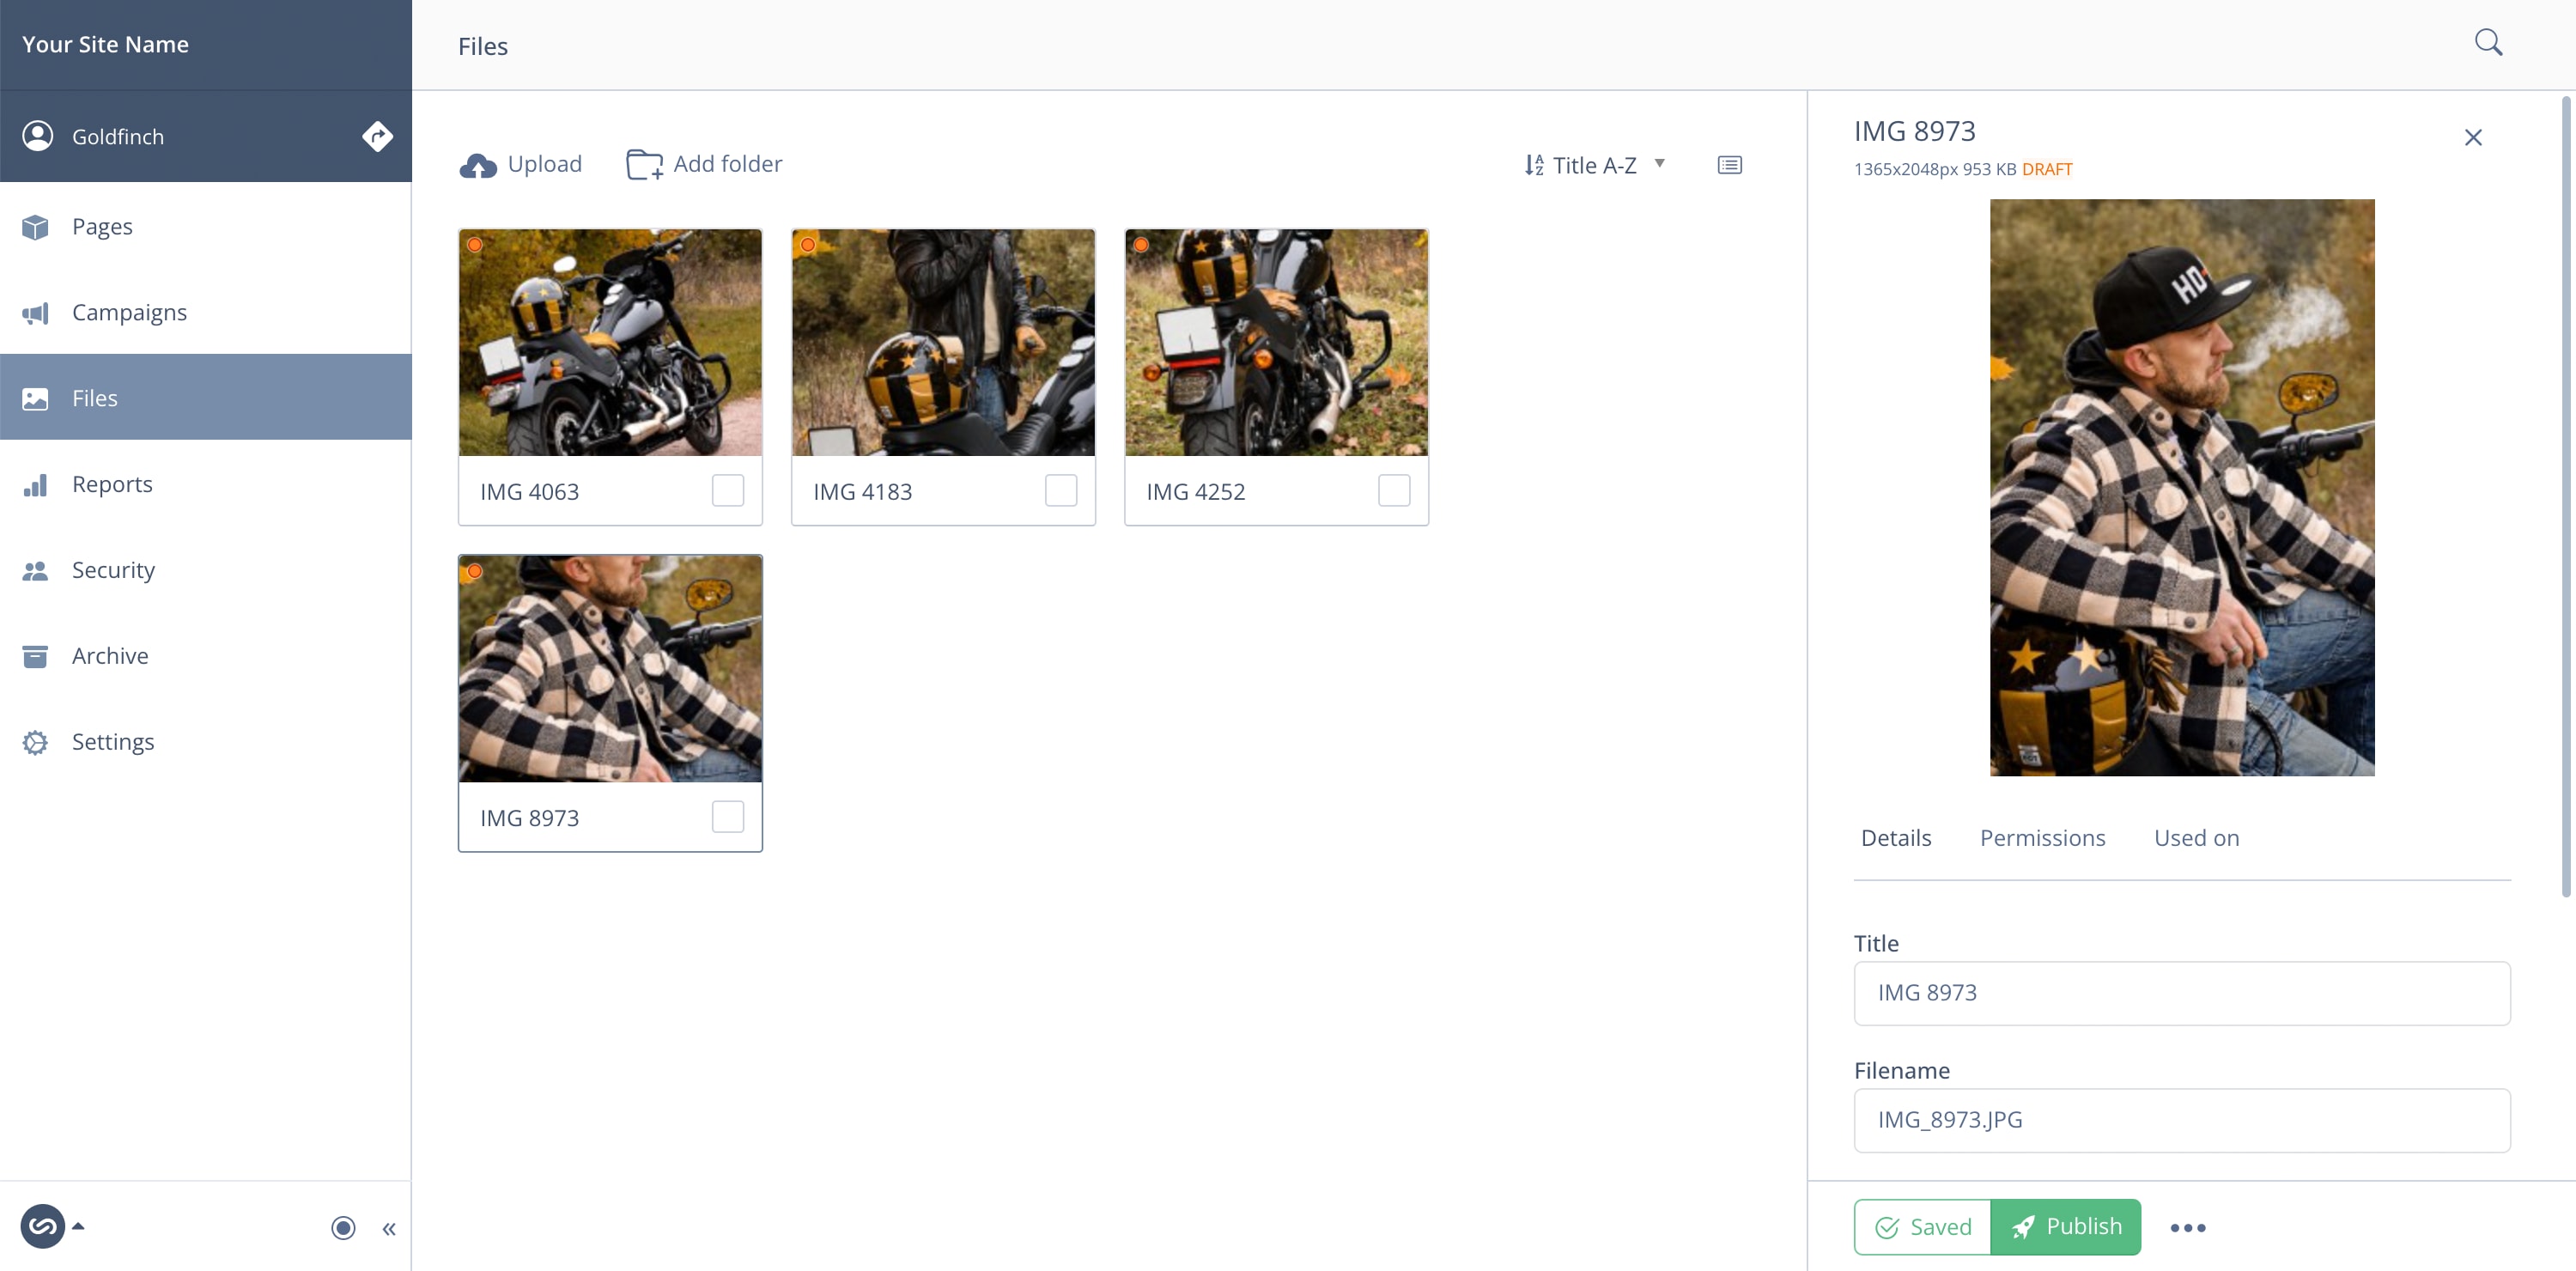 Your Site Name
Files
Goldfinch
Pages
Campaigns
Files
Reports
Security
Archive
Settings
Upload
Add folder
Title A-Z
IMG 4063
IMG 4183
IMG 4252
IMG 8973
IMG 8973
1365x2048px 953 KB DRAFT
HD
Details
Permissions
Used on
Title
IMG 8973
Filename
IMG_8973.JPG
Saved
Publish